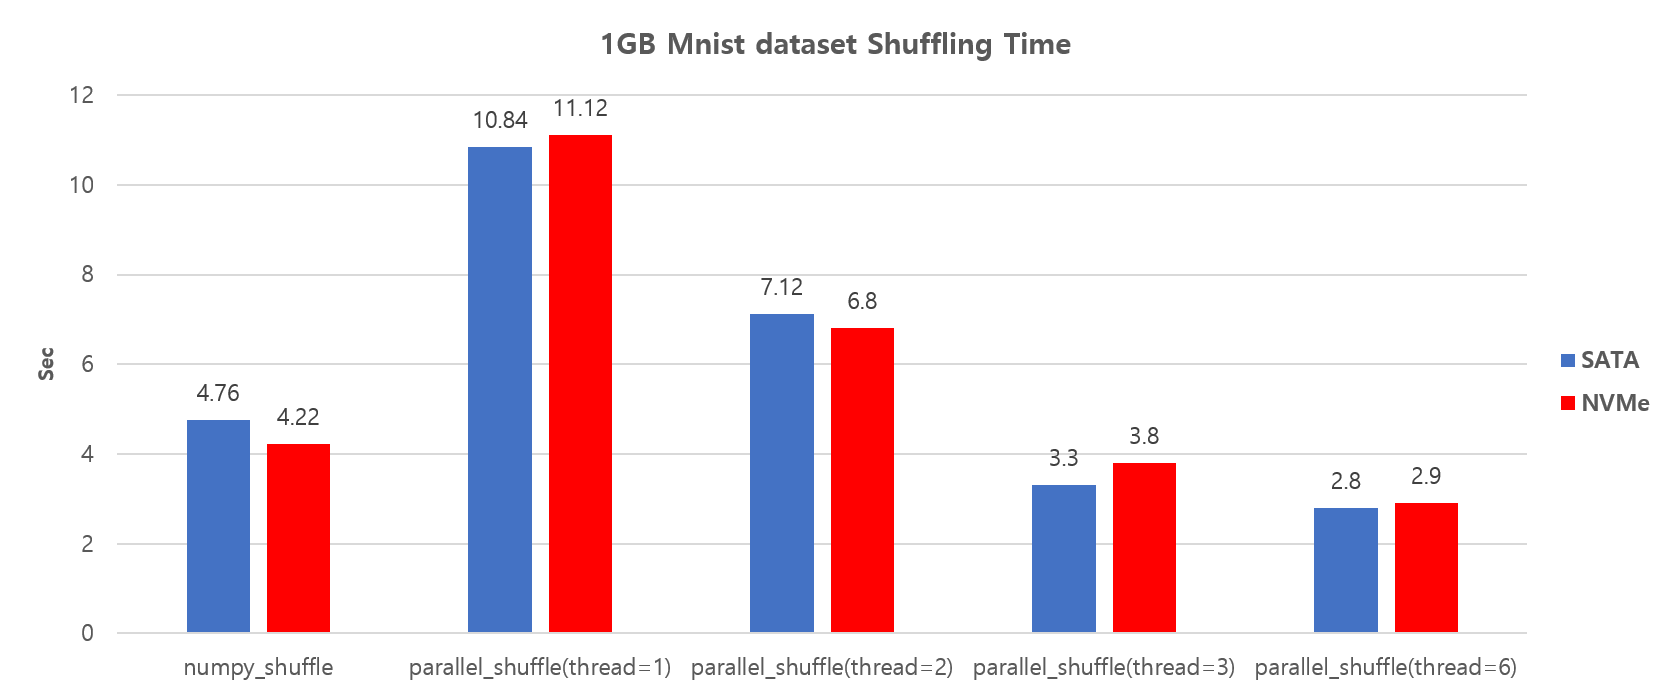 1GB Mnist dataset Shuffling Time
12
10
8
6
4
2
0
Sec
4.76
4.22
10.84
11.12
7.12
6.8
3.3
3.8
2.8
2.9
numpy_shuffle
parallel_shuffle(thread=1)
parallel_shuffle(thread=2)
parallel_shuffle(thread=3)
parallel_shuffle(thread=6)
SATA
NVMe